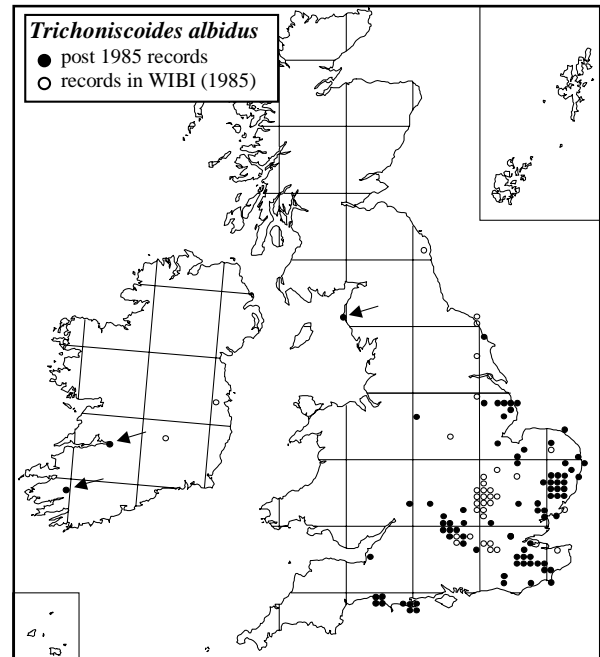 Trichoniscoides albidus
post 1985 records
records in WIBI (1985)